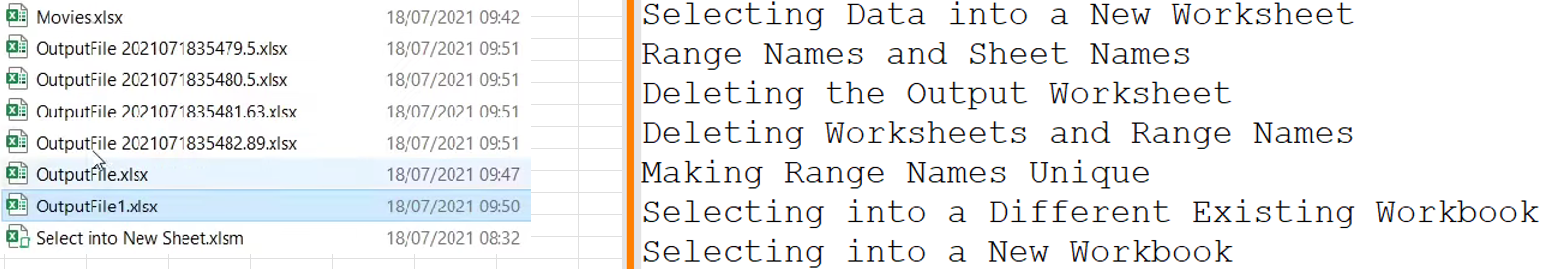 Movies.xlsx 18/07/2021 09:42
OutputFile 2021071835479.5.xlsx 18/07/2021 09:51
OutputFile 2021071835480.5.xlsx 18/07/2021 09:51
OutputFile 2021071835481.63.xlsx 18/07/2021 09:51
OutputFile 2021071835482.89.xlsx 18/07/2021 09:51
OutputFile.xlsx 18/07/2021 09:47
OutputFile1.xlsx 18/07/2021 09:50
Select into New Sheet.xlsm 18/07/2021 08:32
Selecting Data into a New Worksheet
Range Names and Sheet Names
Deleting the Output Worksheet
Deleting Worksheets and Range Names
Making Range Names Unique
Selecting into a Different Existing Workbook
Selecting into a New Workbook